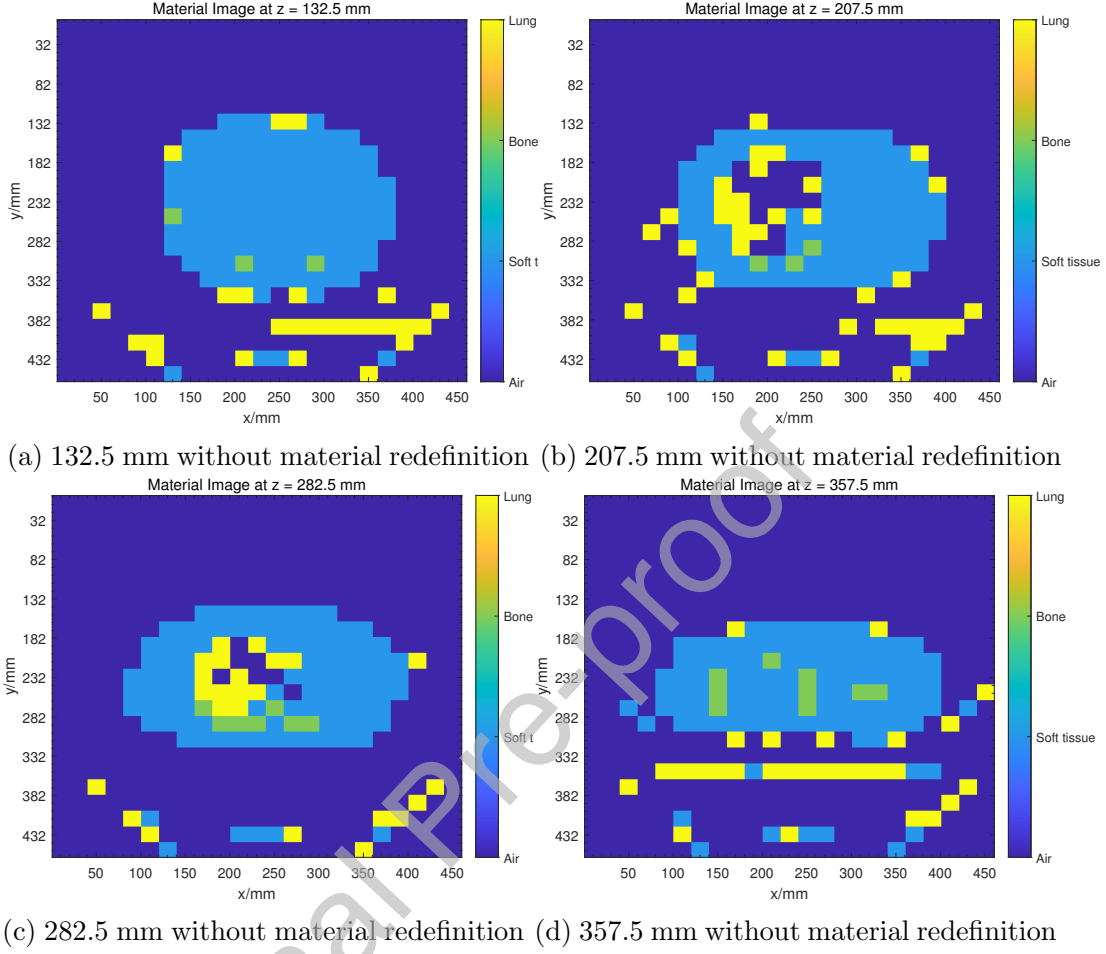 Material Image at z = 132.5 mm
Material Image at z = 207.5 mm
32
82
132
182
232
282
332
382
432
y/mm
50 100 150 200 250 300 350 400 450
x/mm
Lung
Bone
Soft t
Air
32
82
132
182
232
282
332
382
432
y/mm
50 100 150 200 250 300 350 400 450
x/mm
Lung
Bone
Soft tissue
Air
(a) 132.5 mm without material redefinition (b) 207.5 mm without material redefinition
Material Image at z = 282.5 mm
Material Image at z = 357.5 mm
32
82
132
182
232
282
332
382
432
y/mm
50 100 150 200 250 300 350 400 450
x/mm
Lung
Bone
Soft t
Air
32
82
132
182
232
282
332
382
432
y/mm
50 100 150 200 250 300 350 400 450
x/mm
Lung
Bone
Soft tissue
Air
(c) 282.5 mm without material redefinition (d) 357.5 mm without material redefinition
nal Pre-proof